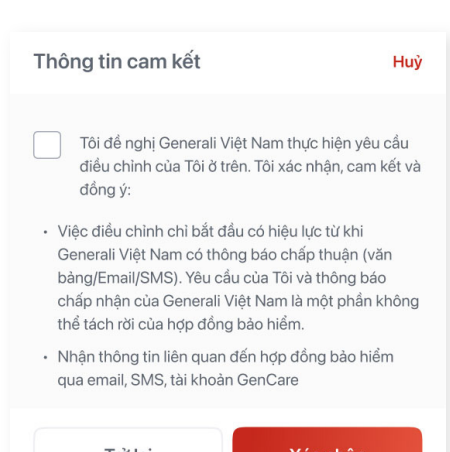 Thông tin cam kết
Huỷ
Tôi đề nghị Generali Việt Nam thực hiện yêu cầu
điều chỉnh của Tôi ở trên. Tôi xác nhận, cam kết và
đồng ý:
• Việc điều chỉnh chỉ bắt đầu có hiệu lực từ khi
Generali Việt Nam có thông báo chấp thuận (văn
bảng/Email/SMS). Yêu cầu của Tôi và thông báo
chấp nhận của Generali Việt Nam là một phần không
thể tách rời của hợp đồng bảo hiểm.
• Nhận thông tin liên quan đến hợp đồng bảo hiểm
qua email, SMS, tài khoản GenCare